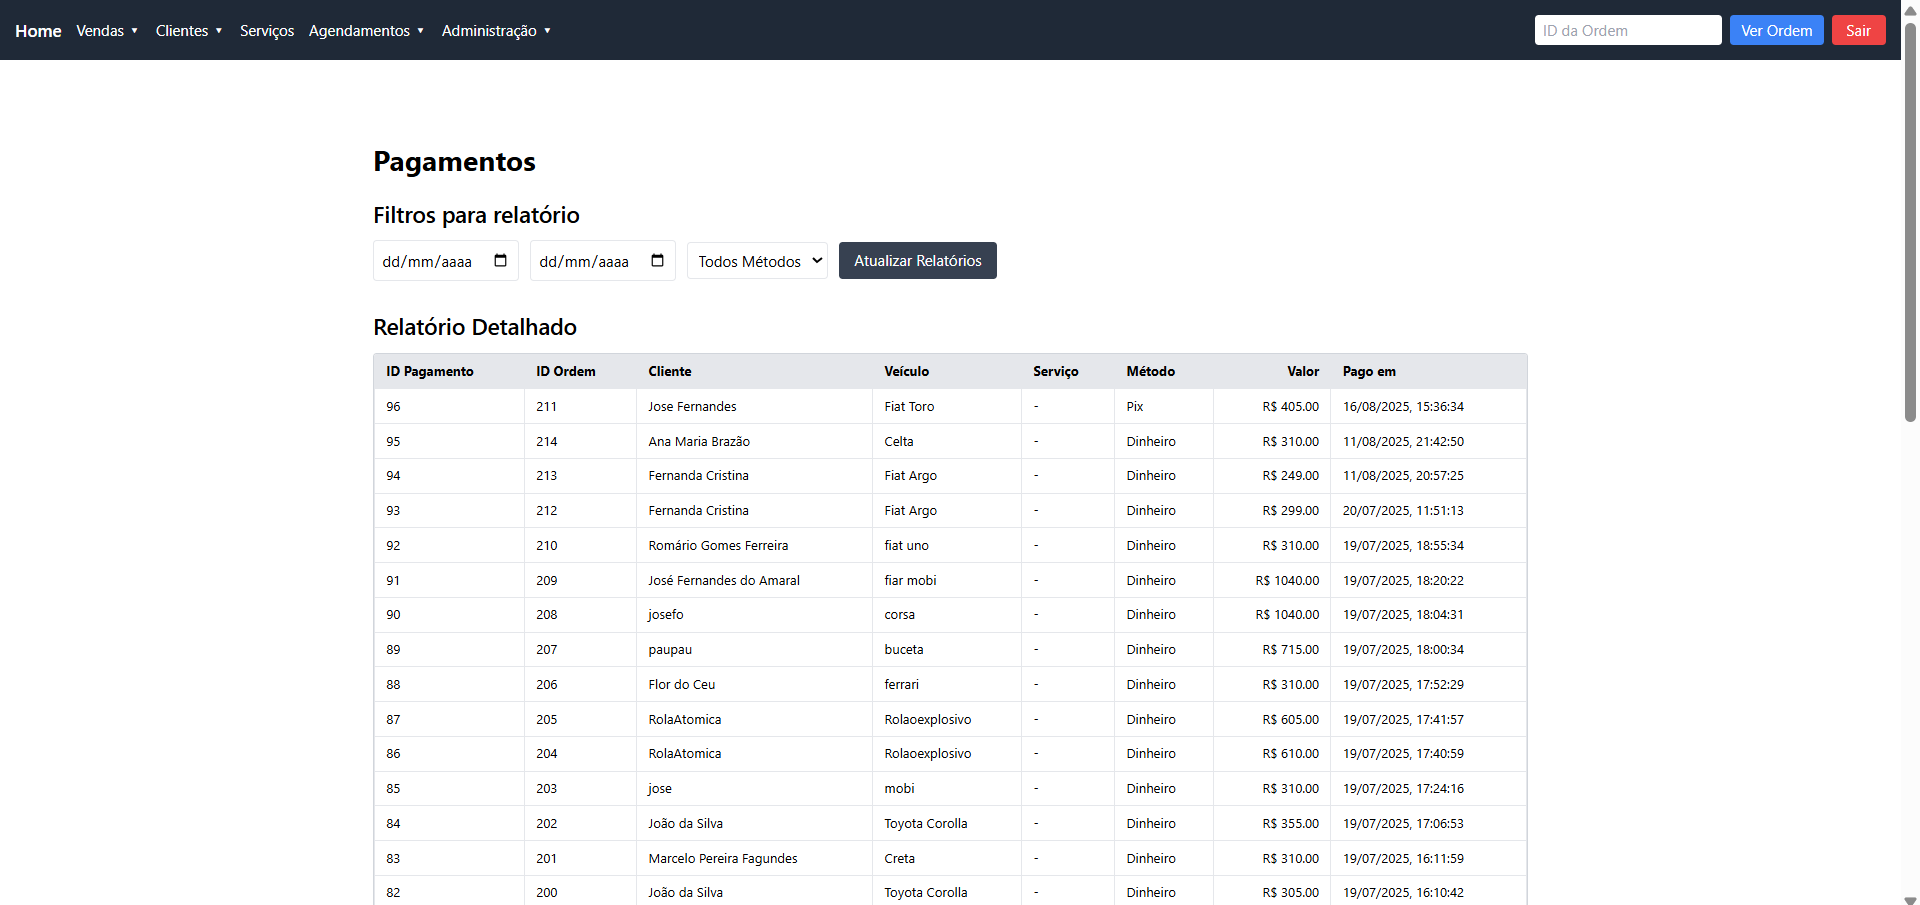 Home Vendas ▼ Clientes ▼ Serviços Agendamentos ▼ Administração ▼ ID da Ordem Ver Ordem Sair
Pagamentos
Filtros para relatório
dd/mm/aaaa dd/mm/aaaa Todos Métodos Atualizar Relatórios
Relatório Detalhado
ID Pagamento ID Ordem Cliente Veículo Serviço Método Valor Pago em
96 211 Jose Fernandes Fiat Toro - Pix R$ 405.00 16/08/2025, 15:36:34
95 214 Ana Maria Brazão Celta - Dinheiro R$ 310.00 11/08/2025, 21:42:50
94 213 Fernanda Cristina Fiat Argo - Dinheiro R$ 249.00 11/08/2025, 20:57:25
93 212 Fernanda Cristina Fiat Argo - Dinheiro R$ 299.00 20/07/2025, 11:51:13
92 210 Romário Gomes Ferreira fiat uno - Dinheiro R$ 310.00 19/07/2025, 18:55:34
91 209 José Fernandes do Amaral fiar mobi - Dinheiro R$ 1040.00 19/07/2025, 18:20:22
90 208 josefo corsa - Dinheiro R$ 1040.00 19/07/2025, 18:04:31
89 207 paupau buceta - Dinheiro R$ 715.00 19/07/2025, 18:00:34
88 206 Flor do Ceu ferrari - Dinheiro R$ 310.00 19/07/2025, 17:52:29
87 205 RolaAtomica Rolaoexplosivo - Dinheiro R$ 605.00 19/07/2025, 17:41:57
86 204 RolaAtomica Rolaoexplosivo - Dinheiro R$ 610.00 19/07/2025, 17:40:59
85 203 jose mobi - Dinheiro R$ 310.00 19/07/2025, 17:24:16
84 202 João da Silva Toyota Corolla - Dinheiro R$ 355.00 19/07/2025, 17:06:53
83 201 Marcelo Pereira Fagundes Creta - Dinheiro R$ 310.00 19/07/2025, 16:11:59
82 200 João da Silva Toyota Corolla - Dinheiro R$ 305.00 19/07/2025, 16:10:42